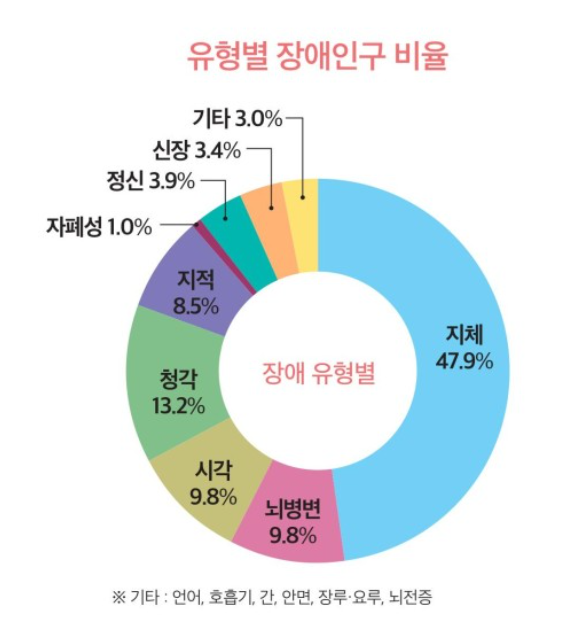 유형별 장애인구 비율
기타 3.0%
신장 3.4%
정신 3.9%
자폐성 1.0%
지적
8.5%
지체
47.9%
장애 유형별
청각
13.2%
시각
9.8%
뇌병변
9.8%
※ 기타 : 언어, 호흡기, 간, 안면, 장루·요루, 뇌전증